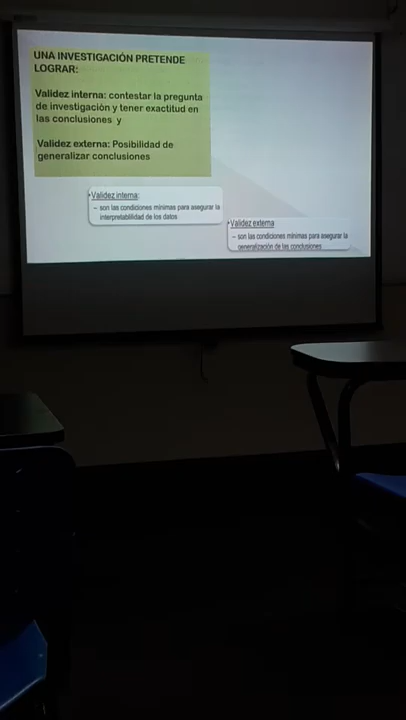 UNA INVESTIGACIÓN PRETENDE
LOGRAR:
Validez interna: contestar la pregunta
de investigación y tener exactitud en
las conclusiones y
Validez externa: Posibilidad de
generalizar conclusiones
•Validez interna:
– son las condiciones mínimas para asegurar la
interpretabilidad de los datos
•Validez externa
– son las condiciones mínimas para asegurar la
generalización de las conclusiones